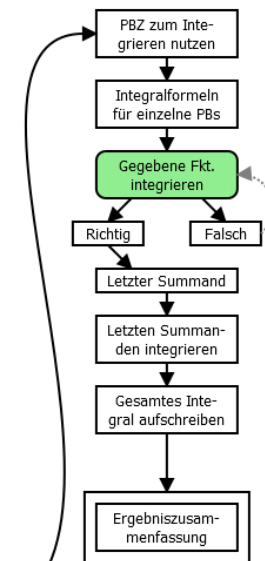 PBZ zum Inte-
grieren nutzen
Integralformeln
für einzelne PBs
Gegebene Fkt.
integrieren
Richtig
Falsch
Letzter Summand
Letzten Summan-
den integrieren
Gesamtes Inte-
gral aufschreiben
Ergebniszusam-
menfassung